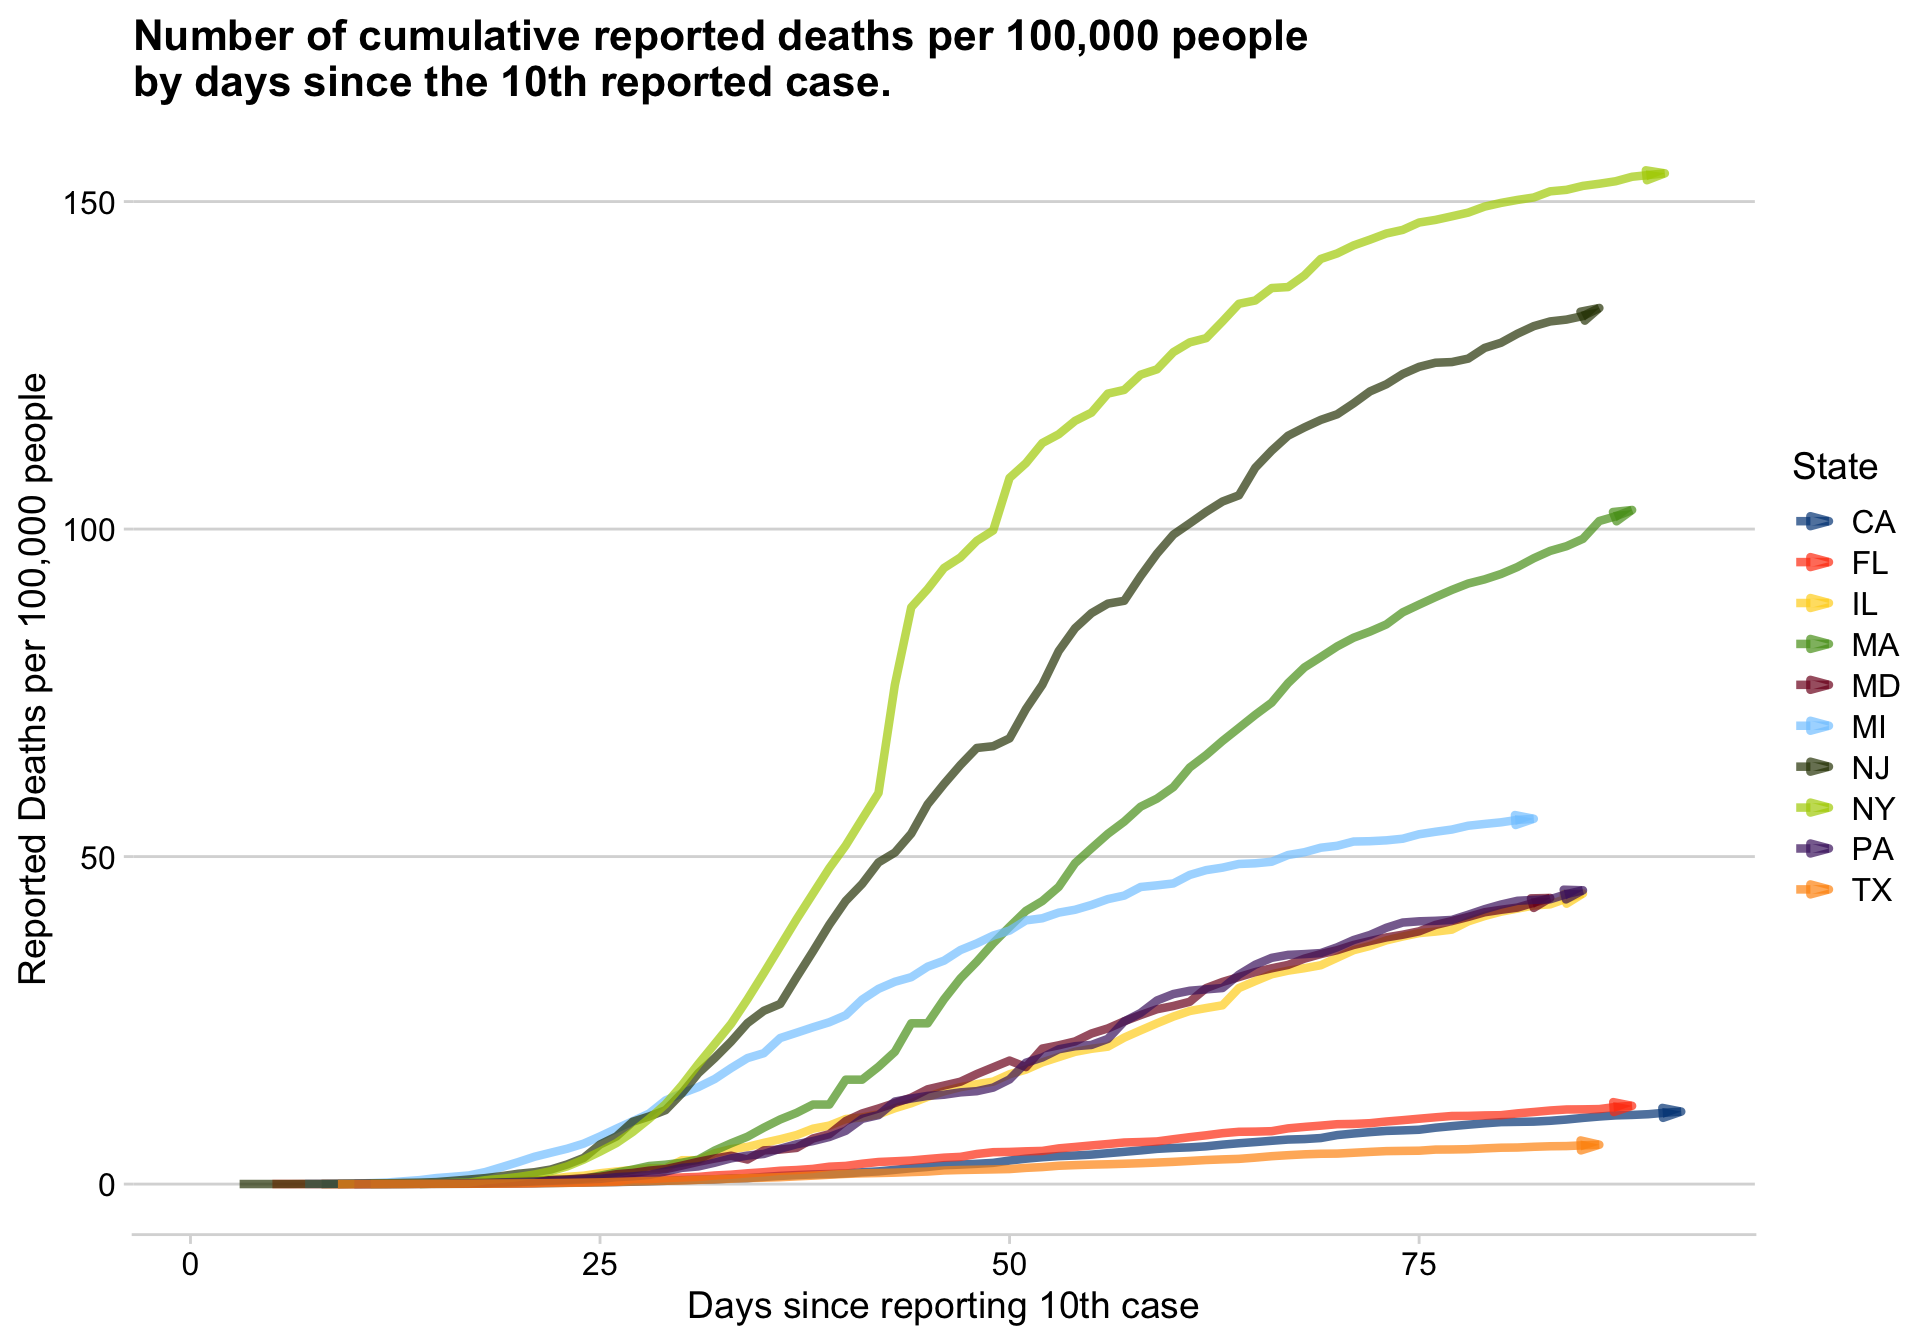 Number of cumulative reported deaths per 100,000 people
by days since the 10th reported case.
Reported Deaths per 100,000 people
150
100
50
0
0
25
50
75
Days since reporting 10th case
State
CA
FL
IL
MA
MD
MI
NJ
NY
PA
TX